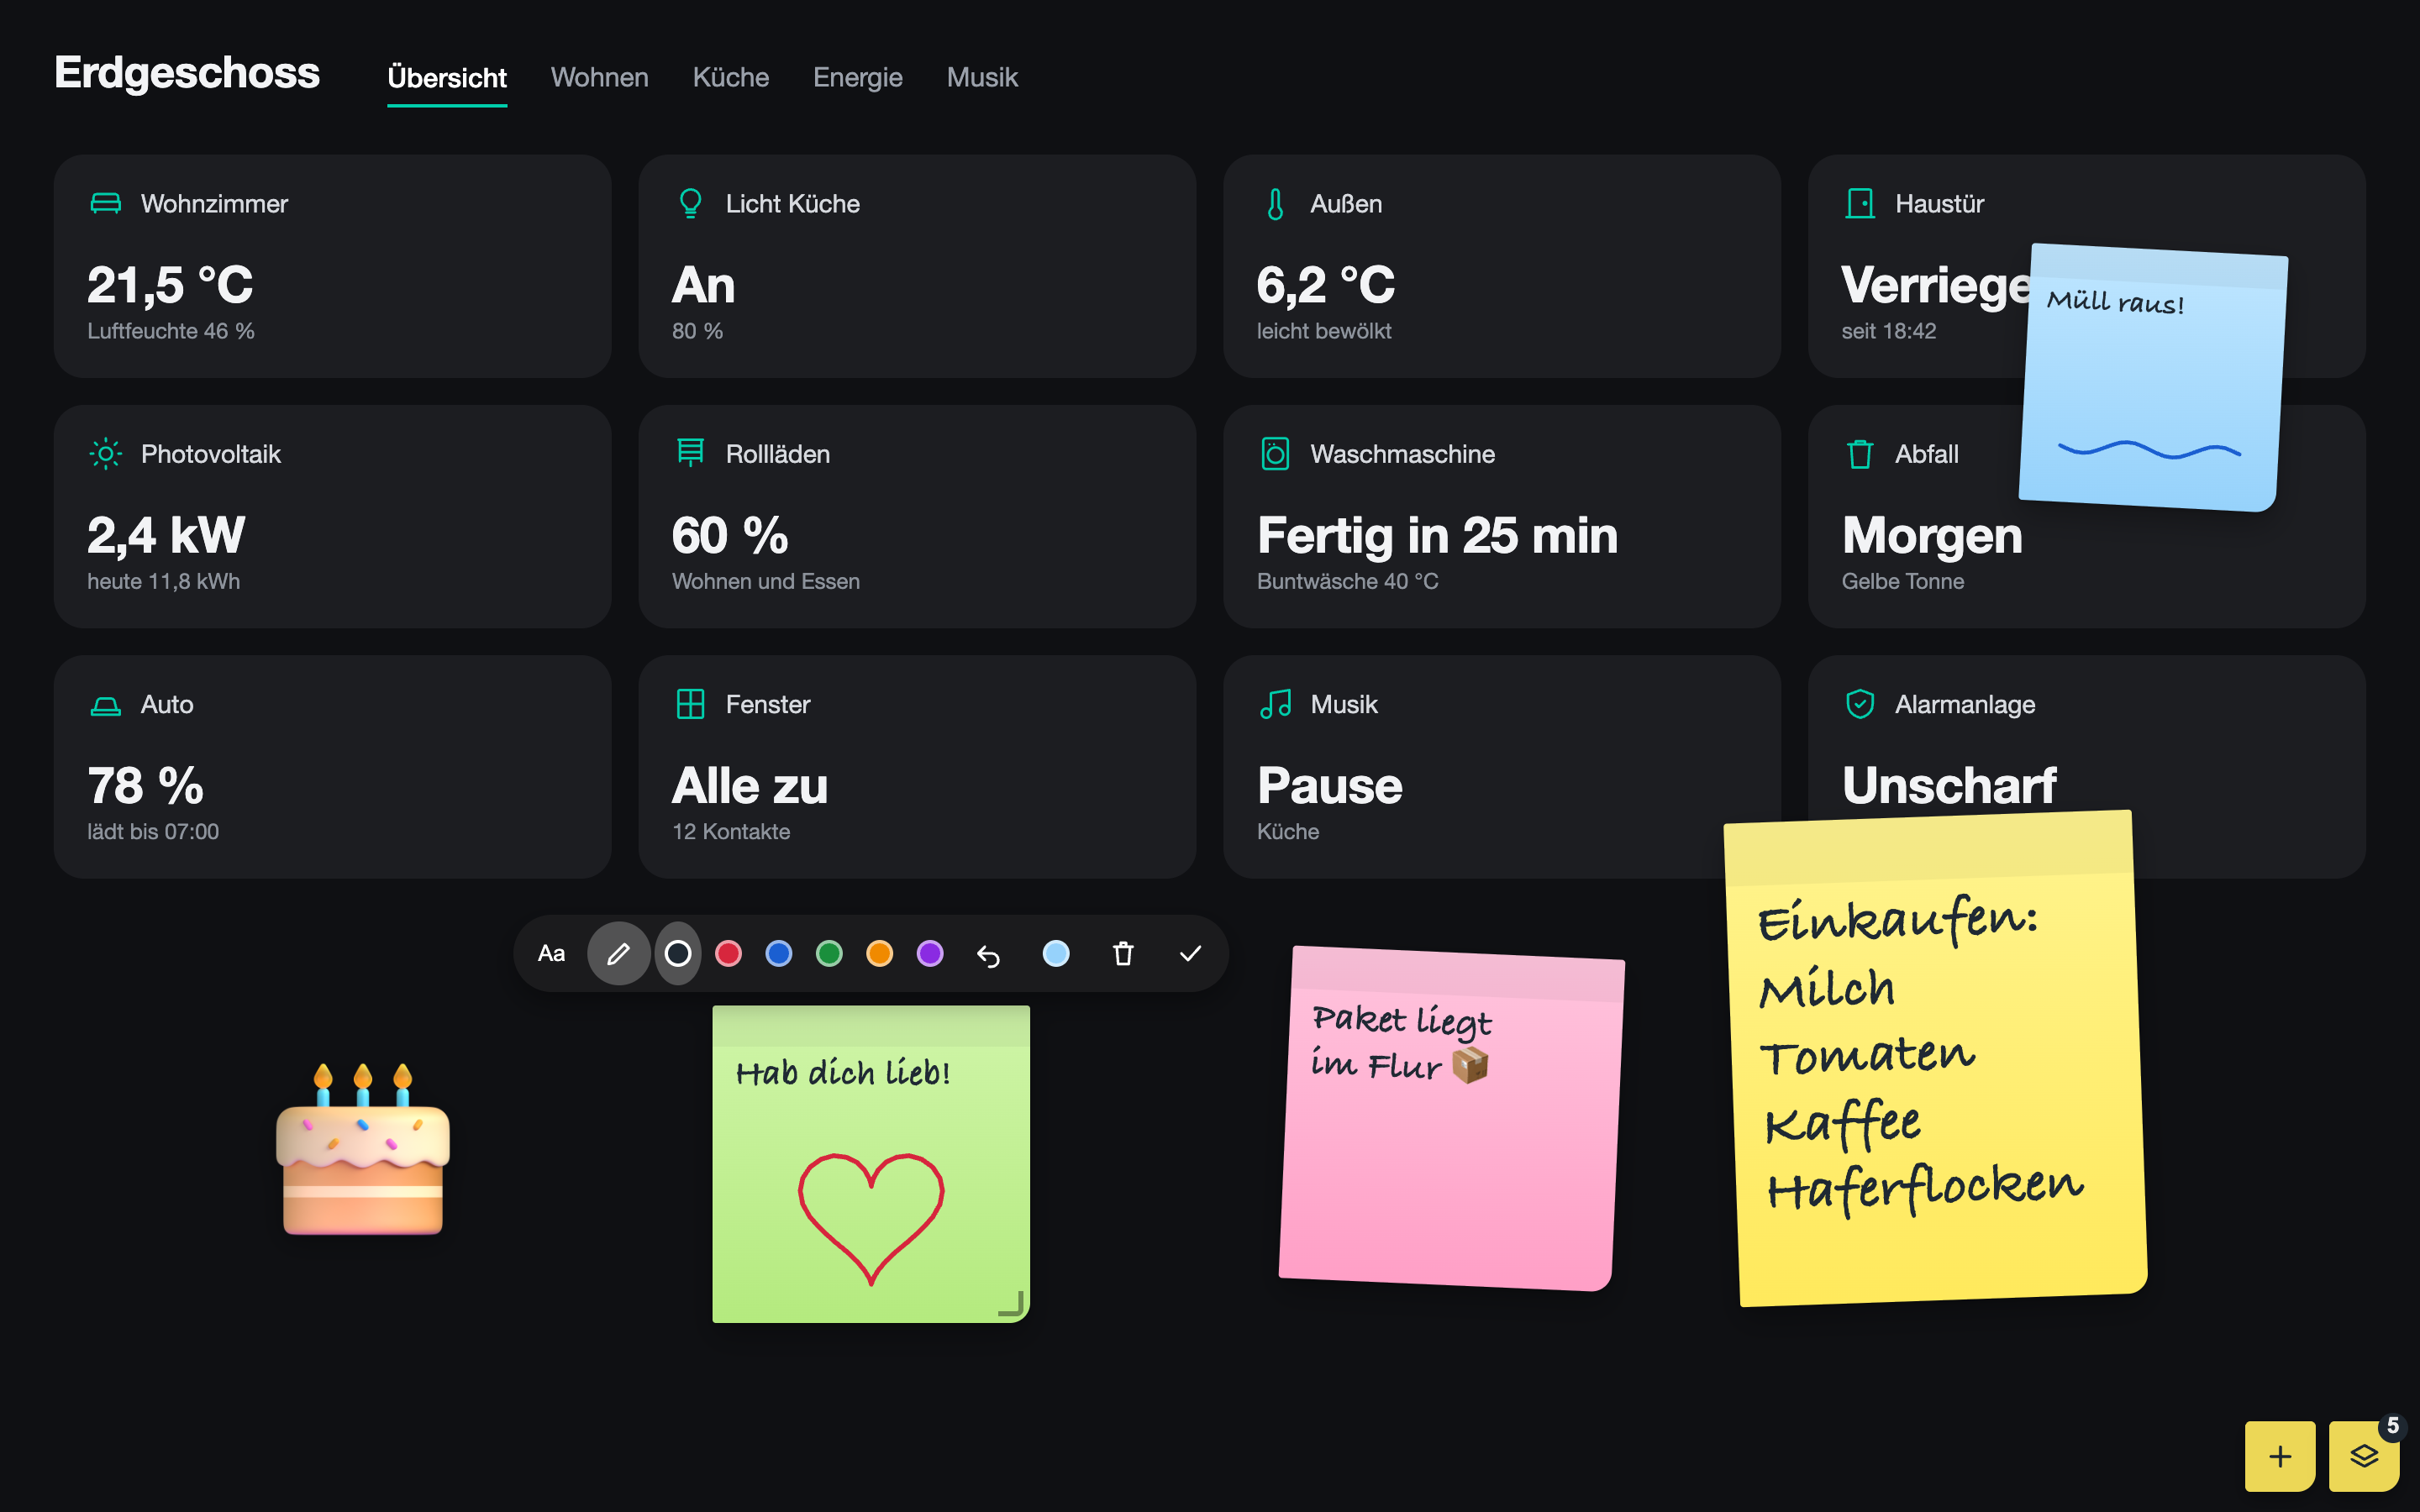 Erdgeschoss
Übersicht Wohnen Küche Energie Musik
Wohnzimmer
21,5 °C
Luftfeuchte 46 %
Licht Küche
An
80 %
Außen
6,2 °C
leicht bewölkt
Haustür
Verriege
seit 18:42
Müll raus!
Photovoltaik
2,4 kW
heute 11,8 kWh
Rollläden
60 %
Wohnen und Essen
Waschmaschine
Fertig in 25 min
Buntwäsche 40 °C
Abfall
Morgen
Gelbe Tonne
Auto
78 %
lädt bis 07:00
Fenster
Alle zu
12 Kontakte
Musik
Pause
Küche
Alarmanlage
Unscharf
Aa
Hab dich lieb!
Paket liegt
im Flur 📦
Einkaufen:
Milch
Tomaten
Kaffee
Haferflocken
5